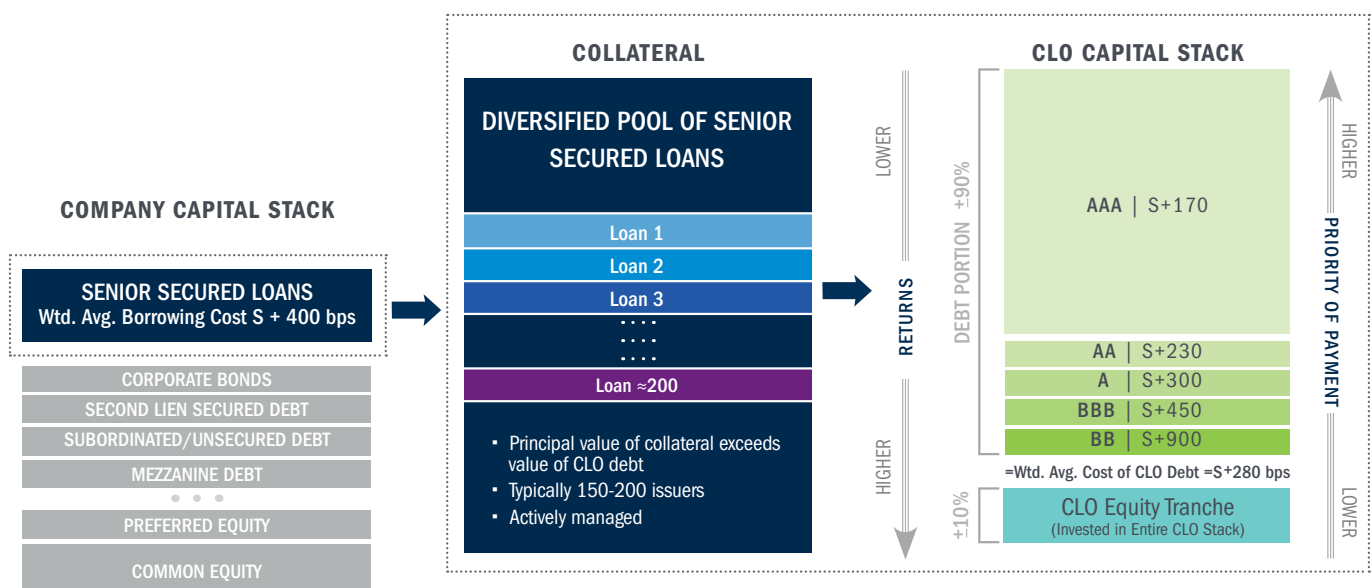 COMPANY CAPITAL STACK
SENIOR SECURED LOANS
Wtd. Avg. Borrowing Cost S + 400 bps
CORPORATE BONDS
SECOND LIEN SECURED DEBT
SUBORDINATED/UNSECURED DEBT
MEZZANINE DEBT
• • •
PREFERRED EQUITY
COMMON EQUITY
COLLATERAL
DIVERSIFIED POOL OF SENIOR
SECURED LOANS
Loan 1
Loan 2
Loan 3
....
....
Loan ≈200
▪ Principal value of collateral exceeds
value of CLO debt
▪ Typically 150-200 issuers
▪ Actively managed
LOWER
RETURNS
HIGHER
CLO CAPITAL STACK
DEBT PORTION ±90%
±10%
AAA | S+170
AA | S+230
A | S+300
BBB | S+450
BB | S+900
=Wtd. Avg. Cost of CLO Debt =S+280 bps
CLO Equity Tranche
(Invested in Entire CLO Stack)
HIGHER
PRIORITY OF PAYMENT
LOWER